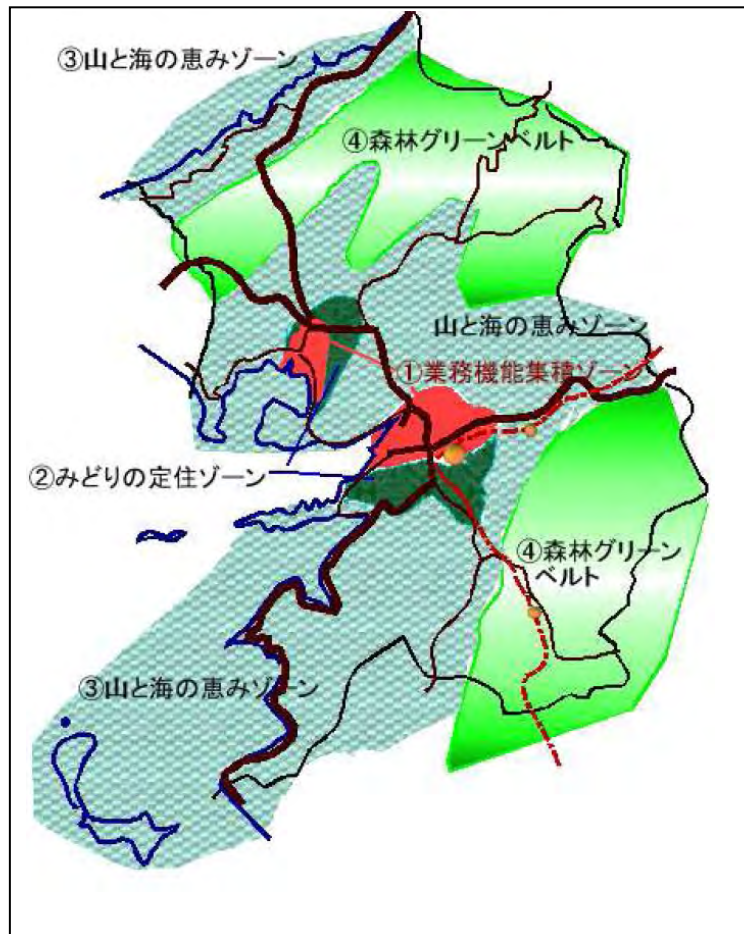 ③山と海の恵みゾーン
④森林グリーンベルト
山と海の恵みゾーン
①業務機能集積ゾーン
②みどりの定住ゾーン
④森林グリーン
ベルト
③山と海の恵みゾーン